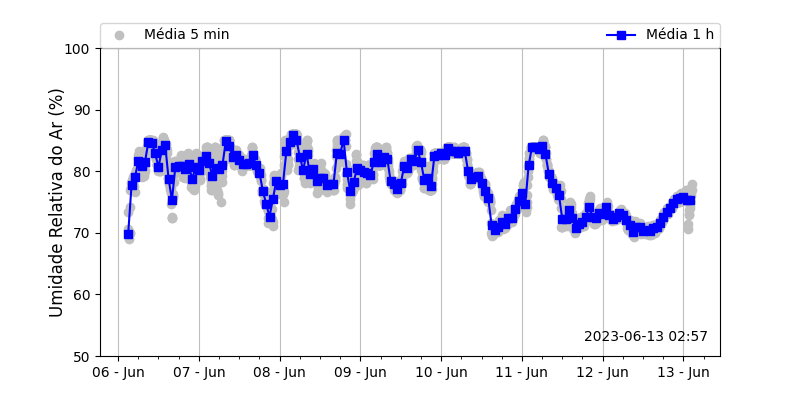 Média 5 min
Média 1 h
Umidade Relativa do Ar (%)
100
90
80
70
60
50
2023-06-13 02:57
06 - Jun
07 - Jun
08 - Jun
09 - Jun
10 - Jun
11 - Jun
12 - Jun
13 - Jun